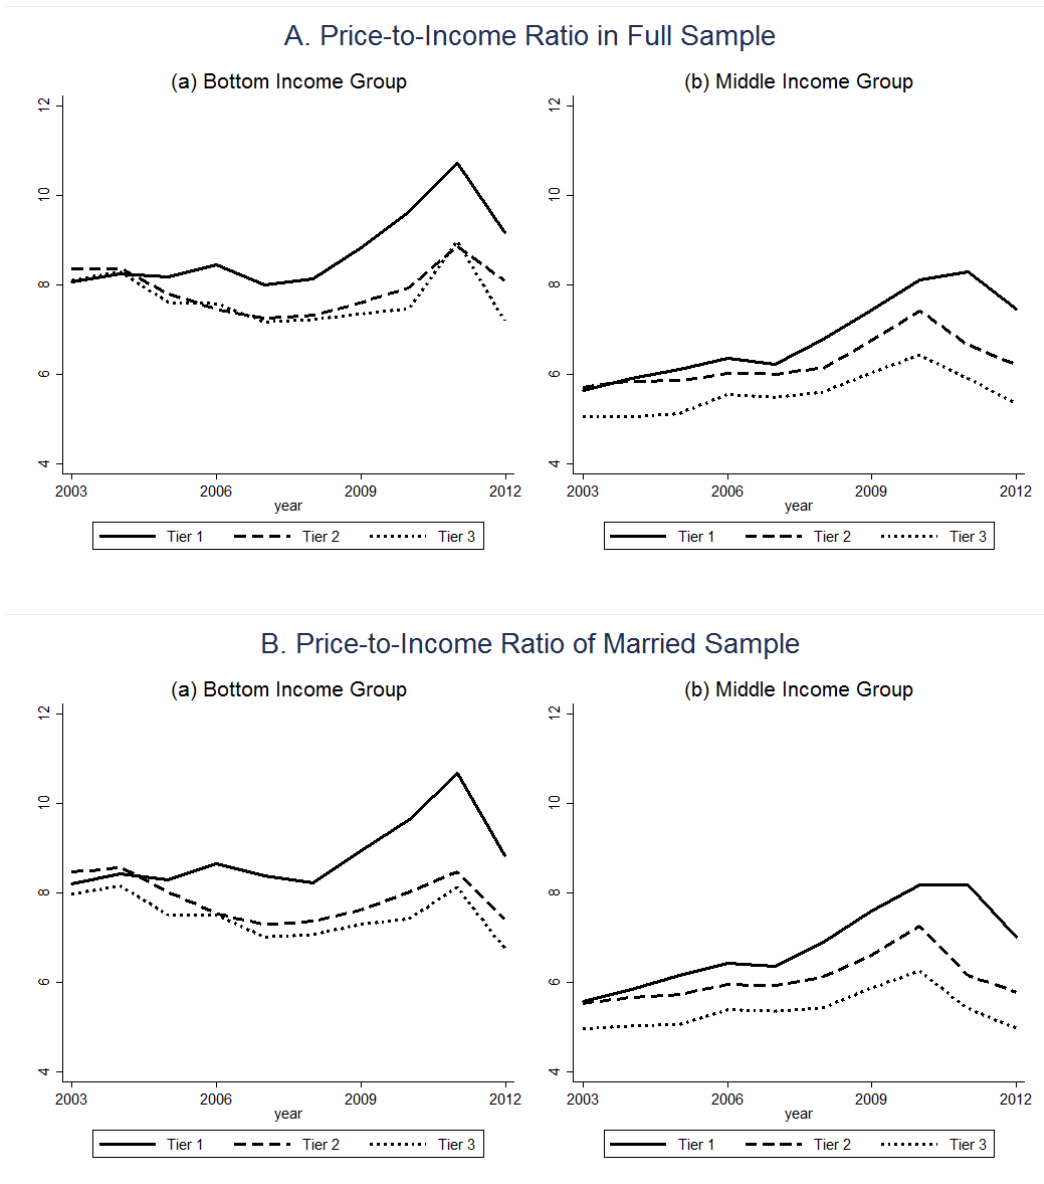 A. Price-to-Income Ratio in Full Sample
(a) Bottom Income Group
12
10
8
6
4
2003 2006 2009 2012
year
Tier 1 Tier 2 Tier 3
(b) Middle Income Group
12
10
8
6
4
2003 2006 2009 2012
year
Tier 1 Tier 2 Tier 3
B. Price-to-Income Ratio of Married Sample
(a) Bottom Income Group
12
10
8
6
4
2003 2006 2009 2012
year
Tier 1 Tier 2 Tier 3
(b) Middle Income Group
12
10
8
6
4
2003 2006 2009 2012
year
Tier 1 Tier 2 Tier 3